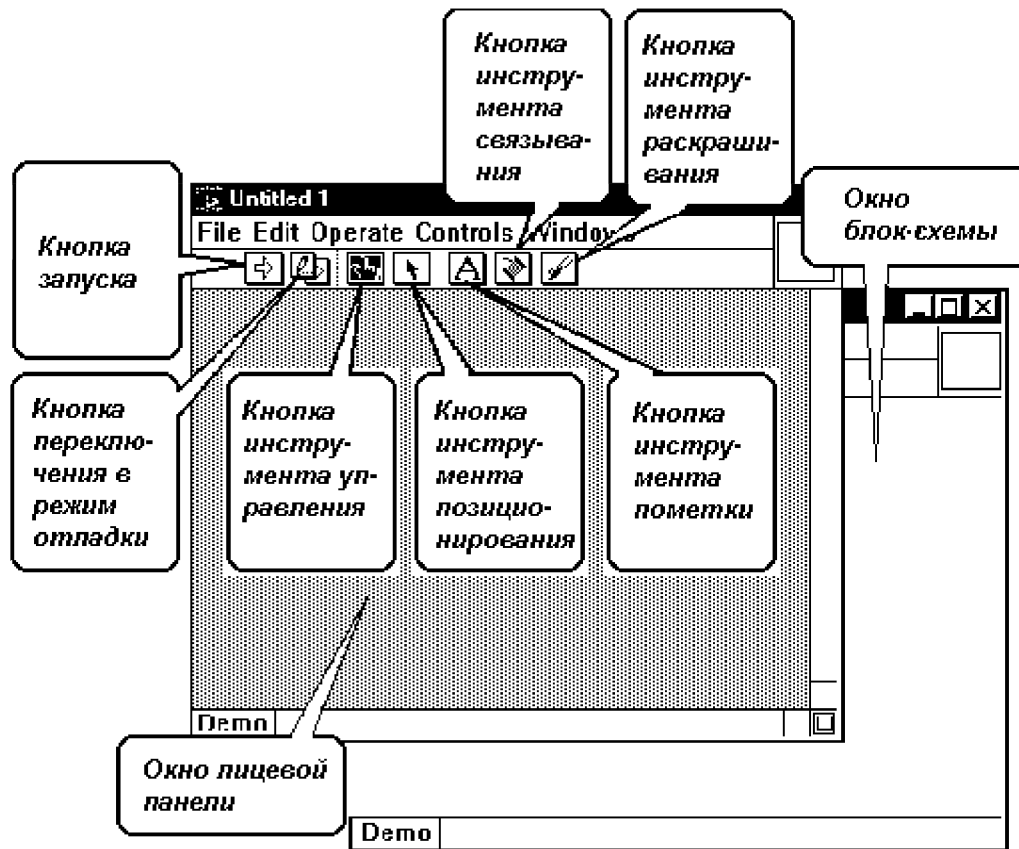 Кнопка
инстру-
мента
связыва-
ния
Кнопка
инстру-
мента
раскраши-
вания
Кнопка
запуска
Untitled 1
File Edit Operate Controls Windows
Окно
блок-схемы
Кнопка
переклю-
чения в
режим
отладки
Кнопка
инстру-
мента уп-
равления
Кнопка
инстру-
мента
позицио-
нирования
Кнопка
инстру-
мента
пометки
Demo
Окно лицевой
панели
Demo